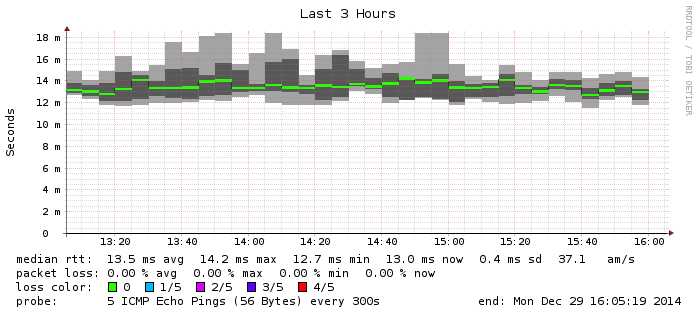 Last 3 Hours
RRDTOOL / TOBI OETIKER
Seconds
18 m
16 m
14 m
12 m
10 m
8 m
6 m
4 m
2 m
0
13:20 13:40 14:00 14:20 14:40 15:00 15:20 15:40 16:00
median rtt: 13.5 ms avg 14.2 ms max 12.7 ms min 13.0 ms now 0.4 ms sd 37.1 am/s
packet loss: 0.00 % avg 0.00 % max 0.00 % min 0.00 % now
loss color: 0 1/5 2/5 3/5 4/5
probe: 5 ICMP Echo Pings (56 Bytes) every 300s end: Mon Dec 29 16:05:19 2014